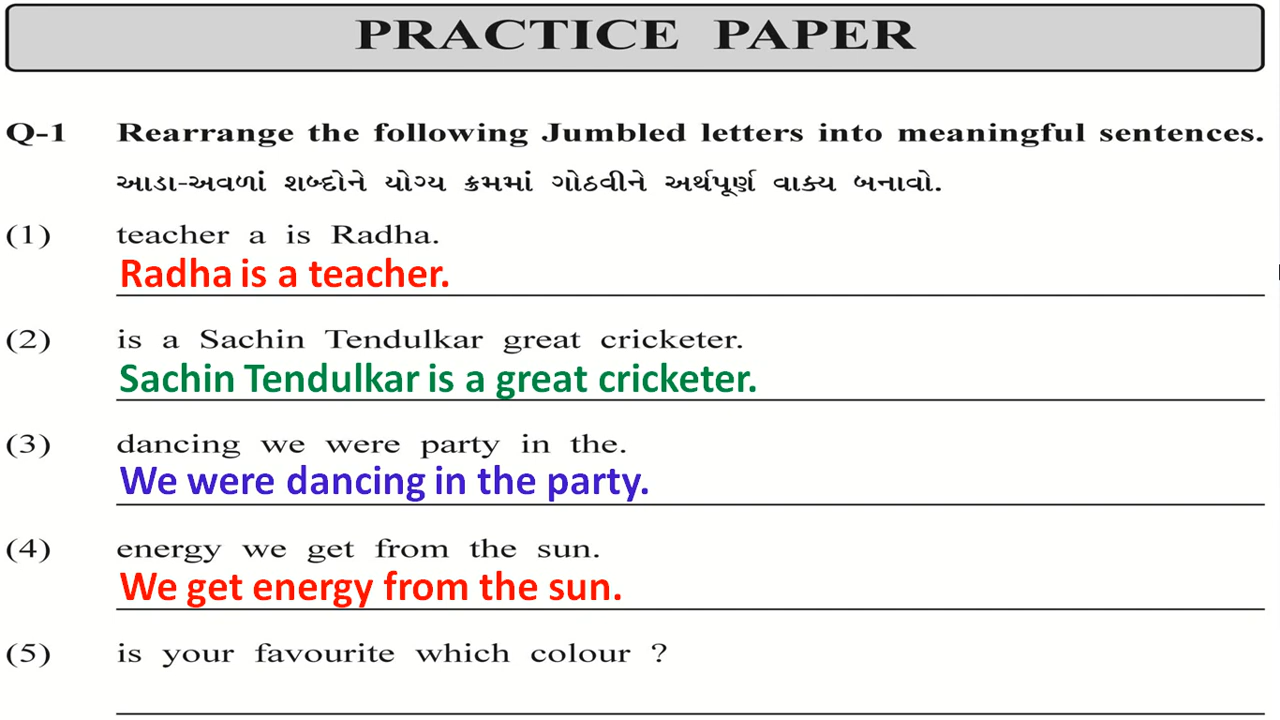 PRACTICE PAPER
Q-1 Rearrange the following Jumbled letters into meaningful sentences.
આડા-અવળાં શબ્દોને યોગ્ય ક્રમમાં ગોઠવીને અર્થપૂર્ણ વાક્ય બનાવો.
(1) teacher a is Radha.
Radha is a teacher.
(2) is a Sachin Tendulkar great cricketer.
Sachin Tendulkar is a great cricketer.
(3) dancing we were party in the.
We were dancing in the party.
(4) energy we get from the sun.
We get energy from the sun.
(5) is your favourite which colour ?